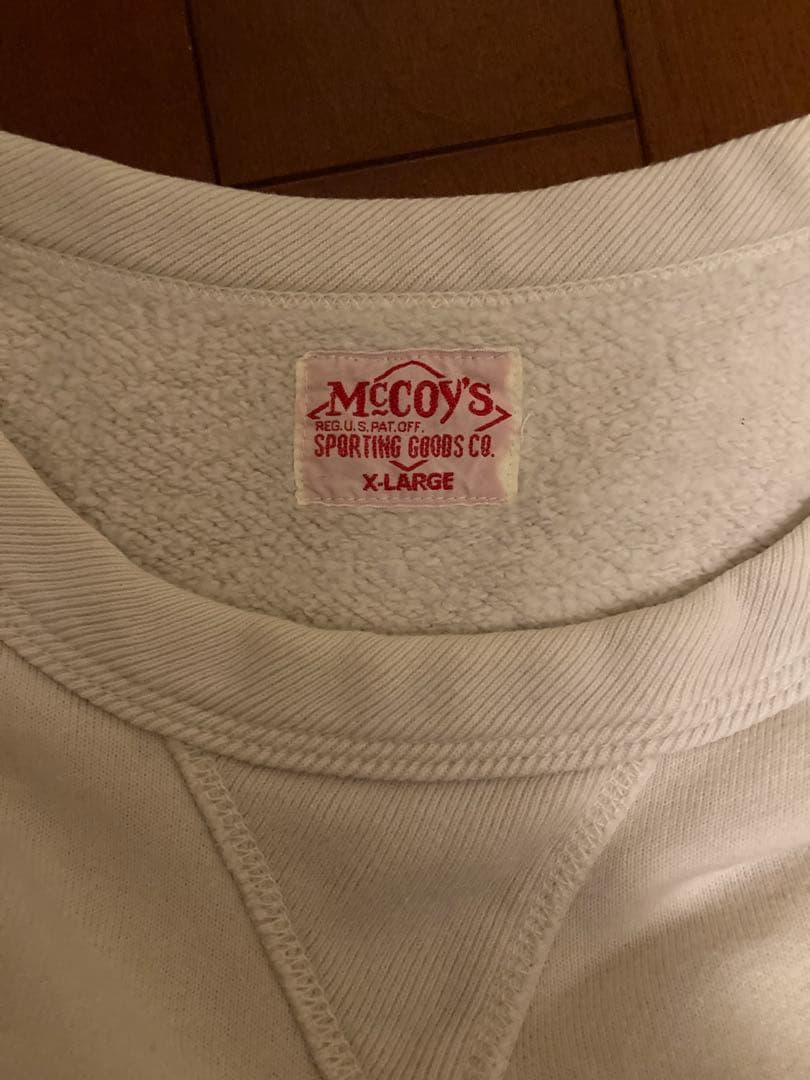 McCOY'S
REG.U.S.PAT.OFF.
SPORTING GOODS CO.
X-LARGE